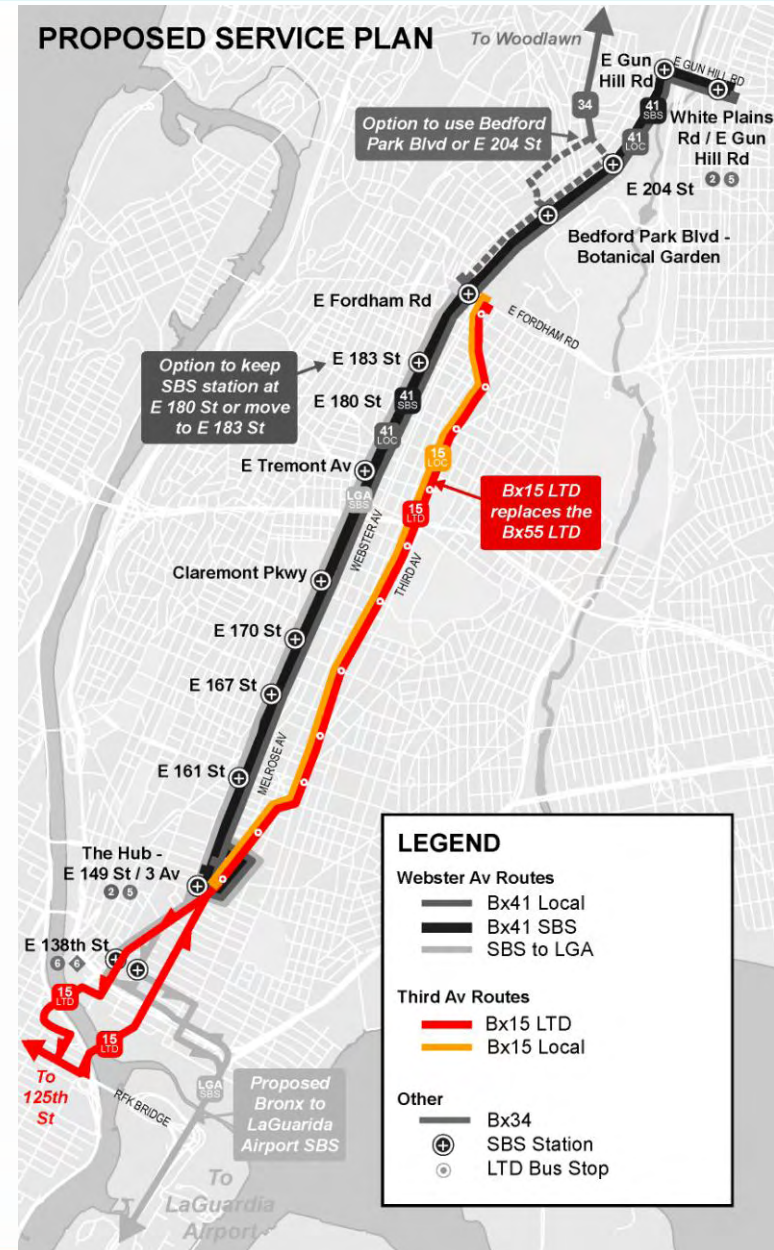 PROPOSED SERVICE PLAN
To Woodlawn
E Gun
Hill Rd
E GUN HILL RD
34
41
SBS
White Plains
Rd / E Gun
Hill Rd
2 5
Option to use Bedford
Park Blvd or E 204 St
41
LOC
E 204 St
Bedford Park Blvd -
Botanical Garden
E Fordham Rd
E FORDHAM RD
E 183 St
Option to keep
SBS station at
E 180 St or move
to E 183 St
E 180 St
41
SBS
41
LOC
15
LOC
E Tremont Av
LGA
SBS
15
LTD
Bx15 LTD
replaces the
Bx55 LTD
WEBSTER AV
THIRD AV
Claremont Pkwy
E 170 St
E 167 St
MELROSE AV
E 161 St
The Hub -
E 149 St / 3 Av
2 5
E 138th St
6 6
15
LTD
15
LTD
To
125th
St
RFK BRIDGE
LGA
SBS
Proposed
Bronx to
LaGuarida
Airport SBS
To
LaGuardia
Airport
LEGEND
Webster Av Routes
Bx41 Local
Bx41 SBS
SBS to LGA
Third Av Routes
Bx15 LTD
Bx15 Local
Other
Bx34
SBS Station
LTD Bus Stop